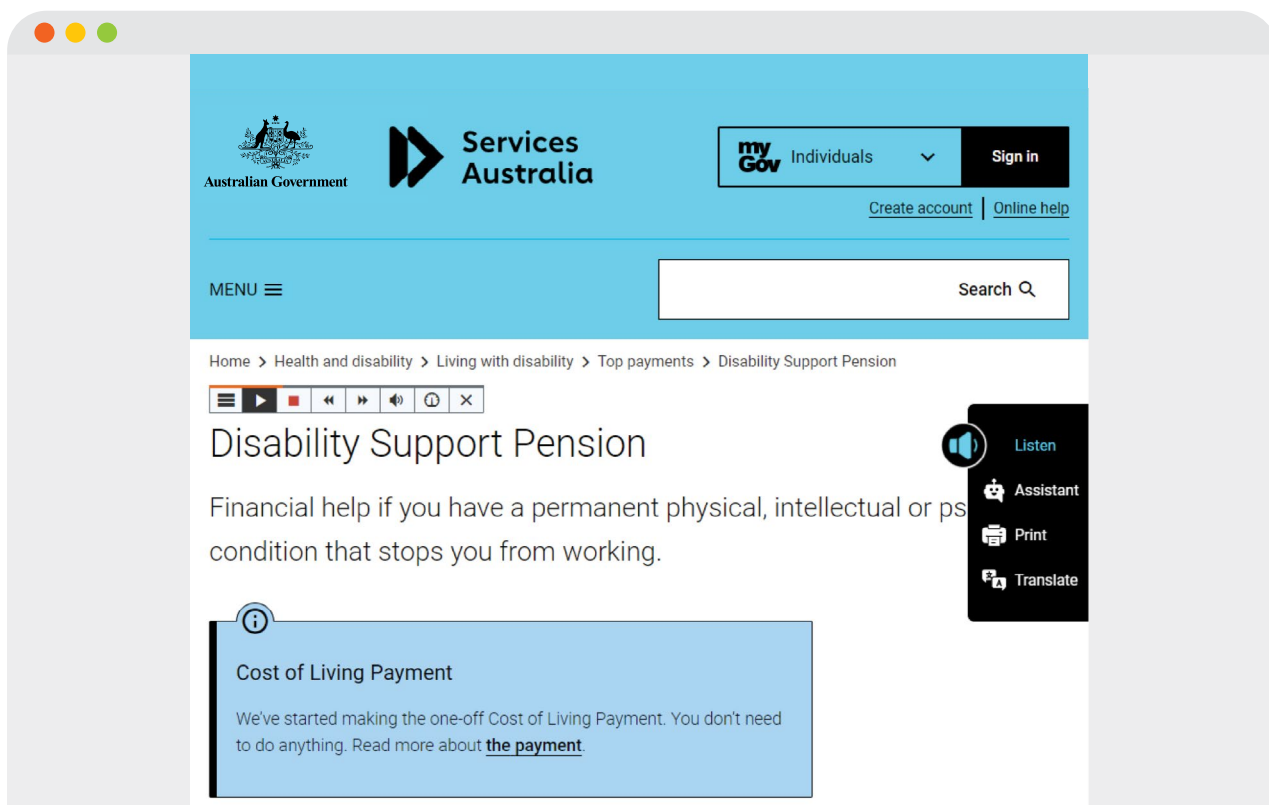 Australian Government
Services
Australia
my
Gov
Individuals
Sign in
Create account
Online help
MENU
Search
Home > Health and disability > Living with disability > Top payments > Disability Support Pension
Disability Support Pension
Listen
Assistant
Print
Translate
Financial help if you have a permanent physical, intellectual or ps
condition that stops you from working.
Cost of Living Payment
We've started making the one-off Cost of Living Payment. You don't need
to do anything. Read more about the payment.